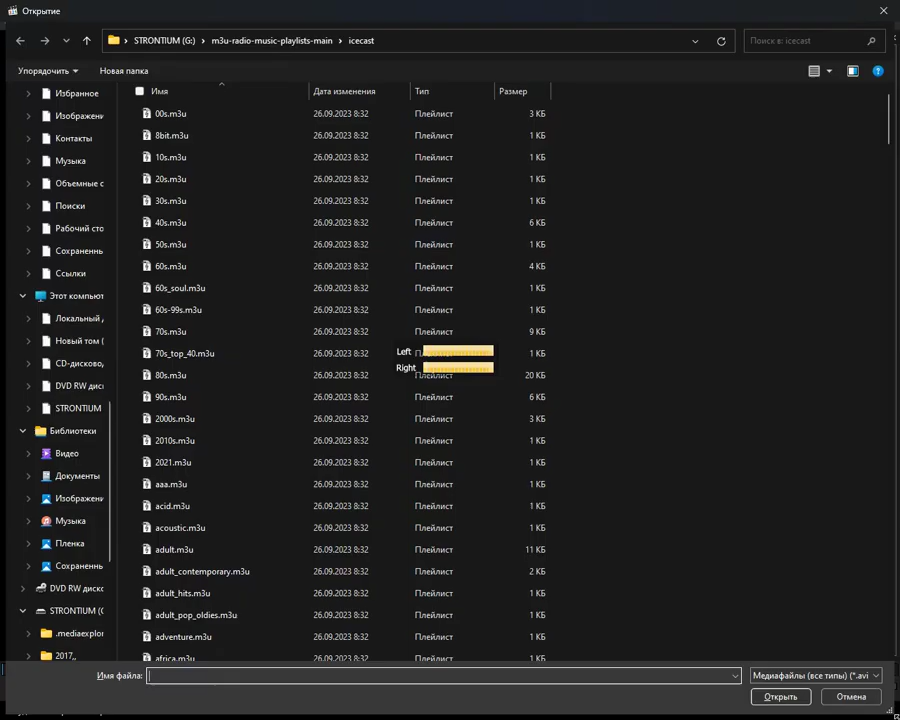 Открытие
STRONTIUM (G:) > m3u-radio-music-playlists-main > icecast
Поиск в: icecast
Упорядочить
Новая папка
Имя Дата изменения Тип Размер
Избранное
Изображени
Контакты
Музыка
Объемные с
Поиски
Рабочий сто
Сохраненны
Ссылки
Этот компьют
Локальный д
Новый том (
CD-дисково,
DVD RW дис
STRONTIUM
Библиотеки
Видео
Документы
Изображени
Музыка
Пленка
Сохраненны
DVD RW диско
STRONTIUM (G
.mediaexplor
2017,,
00s.m3u 26.09.2023 8:32 Плейлист 3 КБ
8bit.m3u 26.09.2023 8:32 Плейлист 1 КБ
10s.m3u 26.09.2023 8:32 Плейлист 1 КБ
20s.m3u 26.09.2023 8:32 Плейлист 1 КБ
30s.m3u 26.09.2023 8:32 Плейлист 1 КБ
40s.m3u 26.09.2023 8:32 Плейлист 6 КБ
50s.m3u 26.09.2023 8:32 Плейлист 1 КБ
60s.m3u 26.09.2023 8:32 Плейлист 4 КБ
60s_soul.m3u 26.09.2023 8:32 Плейлист 1 КБ
60s-99s.m3u 26.09.2023 8:32 Плейлист 1 КБ
70s.m3u 26.09.2023 8:32 Плейлист 9 КБ
70s_top_40.m3u 26.09.2023 8:32 1 КБ
Left
Right
80s.m3u 26.09.2023 8:32 Плейлист 20 КБ
90s.m3u 26.09.2023 8:32 Плейлист 6 КБ
2000s.m3u 26.09.2023 8:32 Плейлист 3 КБ
2010s.m3u 26.09.2023 8:32 Плейлист 1 КБ
2021.m3u 26.09.2023 8:32 Плейлист 1 КБ
aaa.m3u 26.09.2023 8:32 Плейлист 1 КБ
acid.m3u 26.09.2023 8:32 Плейлист 1 КБ
acoustic.m3u 26.09.2023 8:32 Плейлист 1 КБ
adult.m3u 26.09.2023 8:32 Плейлист 11 КБ
adult_contemporary.m3u 26.09.2023 8:32 Плейлист 2 КБ
adult_hits.m3u 26.09.2023 8:32 Плейлист 1 КБ
adult_pop_oldies.m3u 26.09.2023 8:32 Плейлист 1 КБ
adventure.m3u 26.09.2023 8:32 Плейлист 1 КБ
africa.m3u 26.09.2023 8:32 Плейлист 1 КБ
Имя файла:
Медиафайлы (все типы) (*.avi
Открыть
Отмена